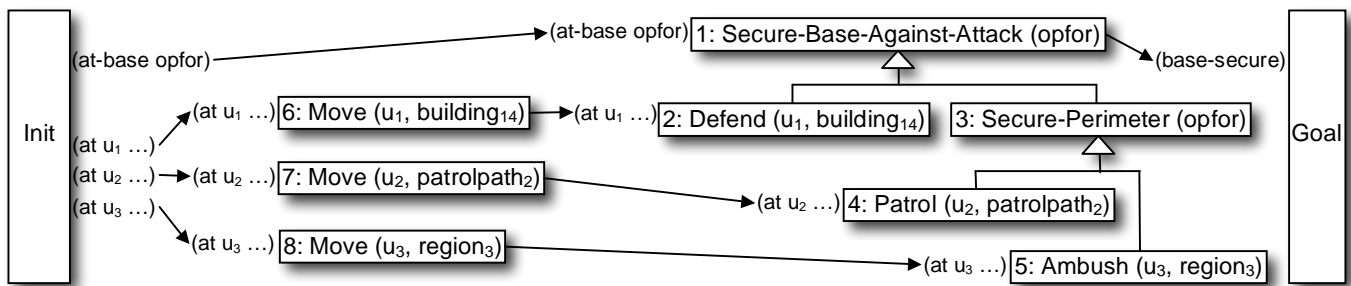 (at-base opfor) 1: Secure-Base-Against-Attack (opfor)
(at-base opfor)
(base-secure)
(at u₁ …) 6: Move (u₁, building₁₄) (at u₁ …) 2: Defend (u₁, building₁₄) 3: Secure-Perimeter (opfor)
Init
Goal
(at u₁ …)
(at u₂ …) (at u₂ …) 7: Move (u₂, patrolpath₂)
(at u₂ …) 4: Patrol (u₂, patrolpath₂)
(at u₃ …)
(at u₃ …) 8: Move (u₃, region₃)
(at u₃ …) 5: Ambush (u₃, region₃)